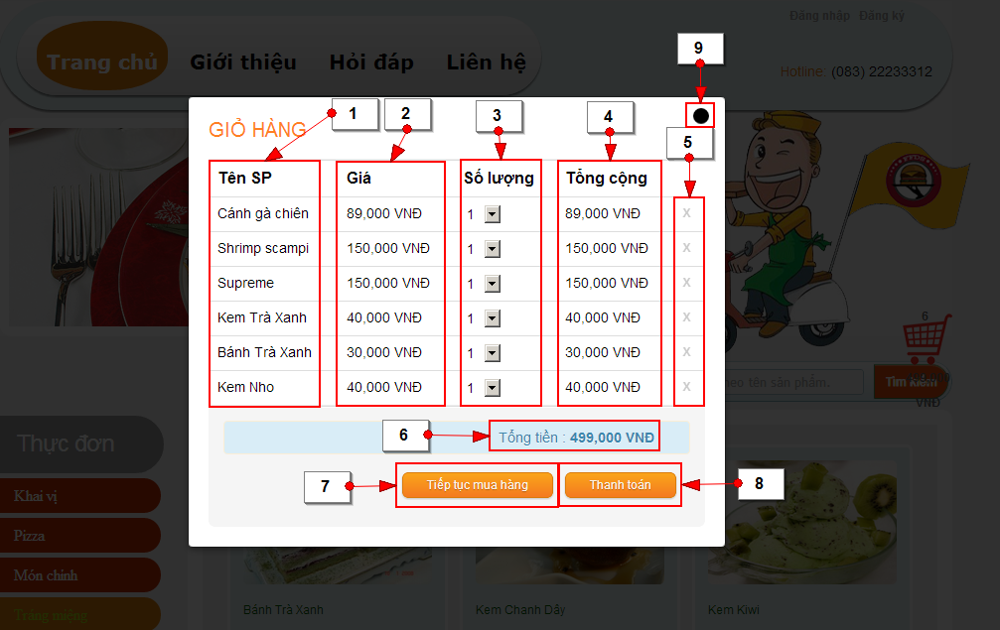 Đăng nhập Đăng ký
9
Trang chủ Giới thiệu Hỏi đáp Liên hệ
Hotline: (083) 22233312
1 2 3 4
GIỎ HÀNG
5
Tên SP Giá Số lượng Tổng cộng
Cánh gà chiên 89,000 VNĐ 1 89,000 VNĐ x
Shrimp scampi 150,000 VNĐ 1 150,000 VNĐ x
Supreme 150,000 VNĐ 1 150,000 VNĐ x
Kem Trà Xanh 40,000 VNĐ 1 40,000 VNĐ x
6
Bánh Trà Xanh 30,000 VNĐ 1 30,000 VNĐ x
theo tên sản phẩm. Tìm kiếm
Kem Nho 40,000 VNĐ 1 40,000 VNĐ x
VNĐ
6 Tổng tiền : 499,000 VNĐ
Thực đơn
7 Tiếp tục mua hàng Thanh toán 8
Khai vị
Pizza
Món chính
Tráng miệng
Bánh Trà Xanh Kem Chanh Dây Kem Kiwi